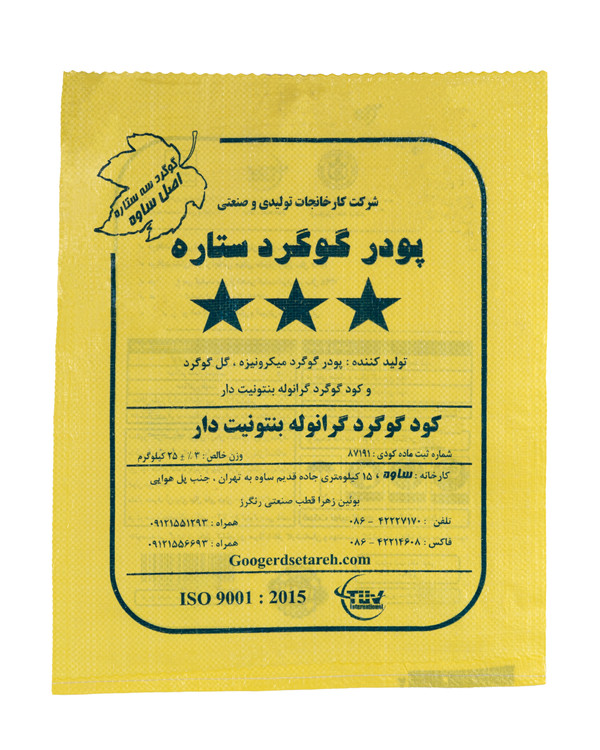 گوگرد سه ستاره
اصل ساوه
شرکت کارخانجات تولیدی و صنعتی
پودر گوگرد ستاره
تولید کننده : پودر گوگرد میکرونیزه ، گل گوگرد
و کود گوگرد گرانوله بنتونیت دار
کود گوگرد گرانوله بنتونیت دار
شماره ثبت ماده کودی : ۸۷۱۹۱ وزن خالص : ۳٪ ± ۲۵ کیلوگرم
کارخانه : ساوه ، ۱۵ کیلومتری جاده قدیم ساوه به تهران ، جنب پل هوایی
بوئین زهرا قطب صنعتی رنگرز
تلفن : ۴۲۲۲۷۱۷۰ - ۰۸۶ همراه : ۰۹۱۲۱۵۵۱۲۹۳
فاکس : ۴۲۲۱۴۶۰۸ - ۰۸۶ همراه : ۰۹۱۲۱۵۵۶۶۹۳
Googerdsetareh.com
ISO 9001 : 2015 TUV
International